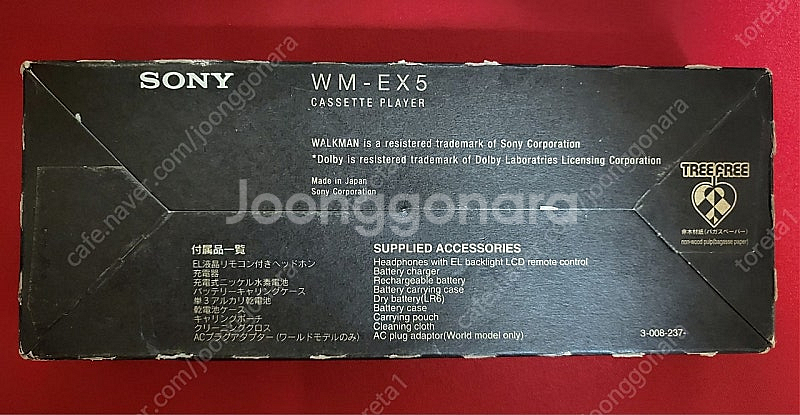 SONY
WM-EX5
CASSETTE PLAYER
WALKMAN is a resistered trademark of Sony Corporation
"Dolby is resistered trademark of Dolby Laboratries Licensing Corporation
Made in Japan
Sony Corporation
TREEFREE
非木材紙(バガスペーパー)
non-wood pulp(bagasse paper)
Joonggonara
付属品一覧
EL液晶リモコン付きヘッドホン
充電器
充電式ニッケル水素電池
バッテリーキャリングケース
単3アルカリ乾電池
乾電池ケース
キャリングポーチ
クリーニングクロス
ACプラグアダプター(ワールドモデルのみ)
SUPPLIED ACCESSORIES
Headphones with EL backlight LCD remote control
Battery charger
Rechargeable battery
Battery carrying case
Dry battery(LR6)
Battery case
Carrying pouch
Cleaning cloth
AC plug adaptor(World model only)
3-008-237-
cafe.naver.com/joonggonara
toreta1